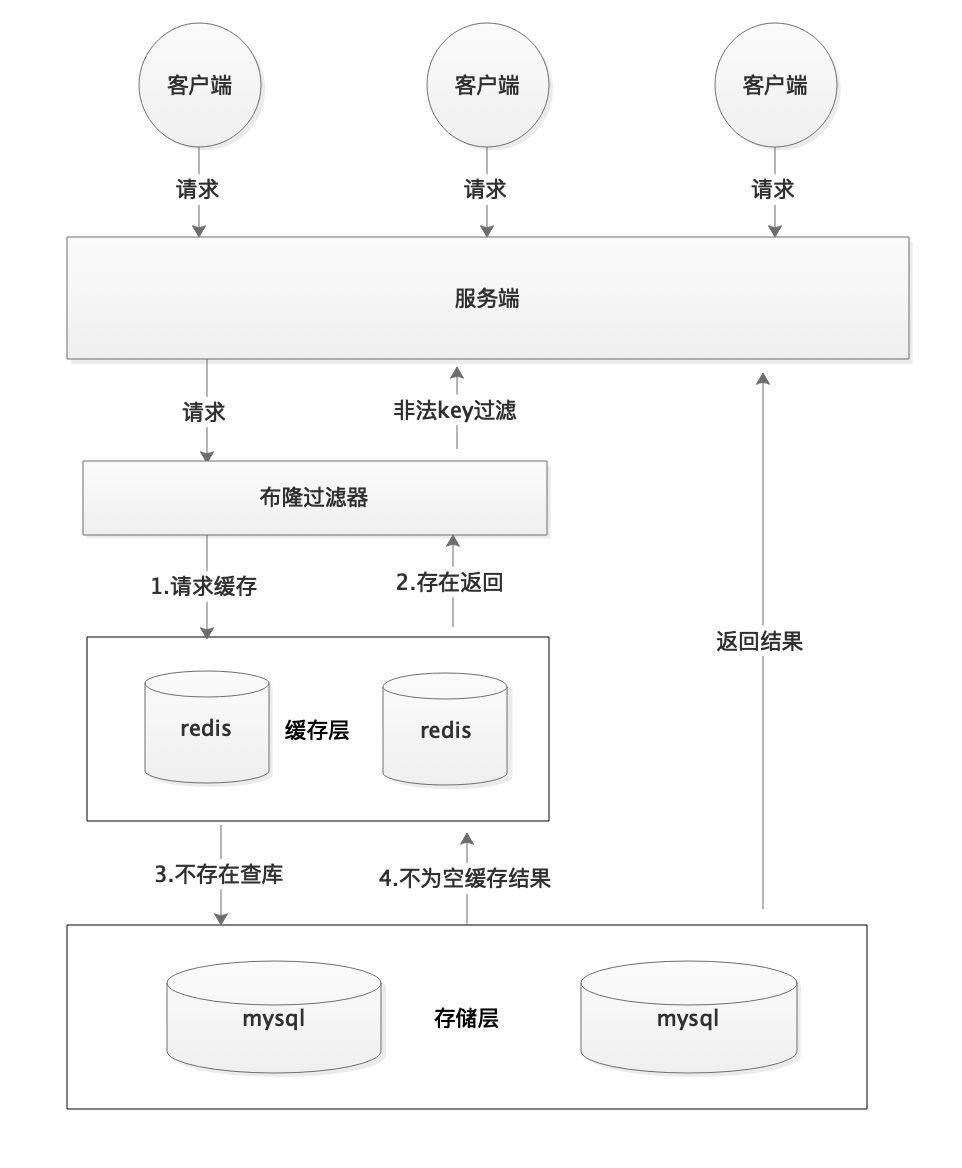 客户端
客户端
客户端
请求
请求
请求
服务端
请求
非法key过滤
布隆过滤器
1.请求缓存
2.存在返回
返回结果
redis
缓存层
redis
3.不存在查库
4.不为空缓存结果
mysql
存储层
mysql